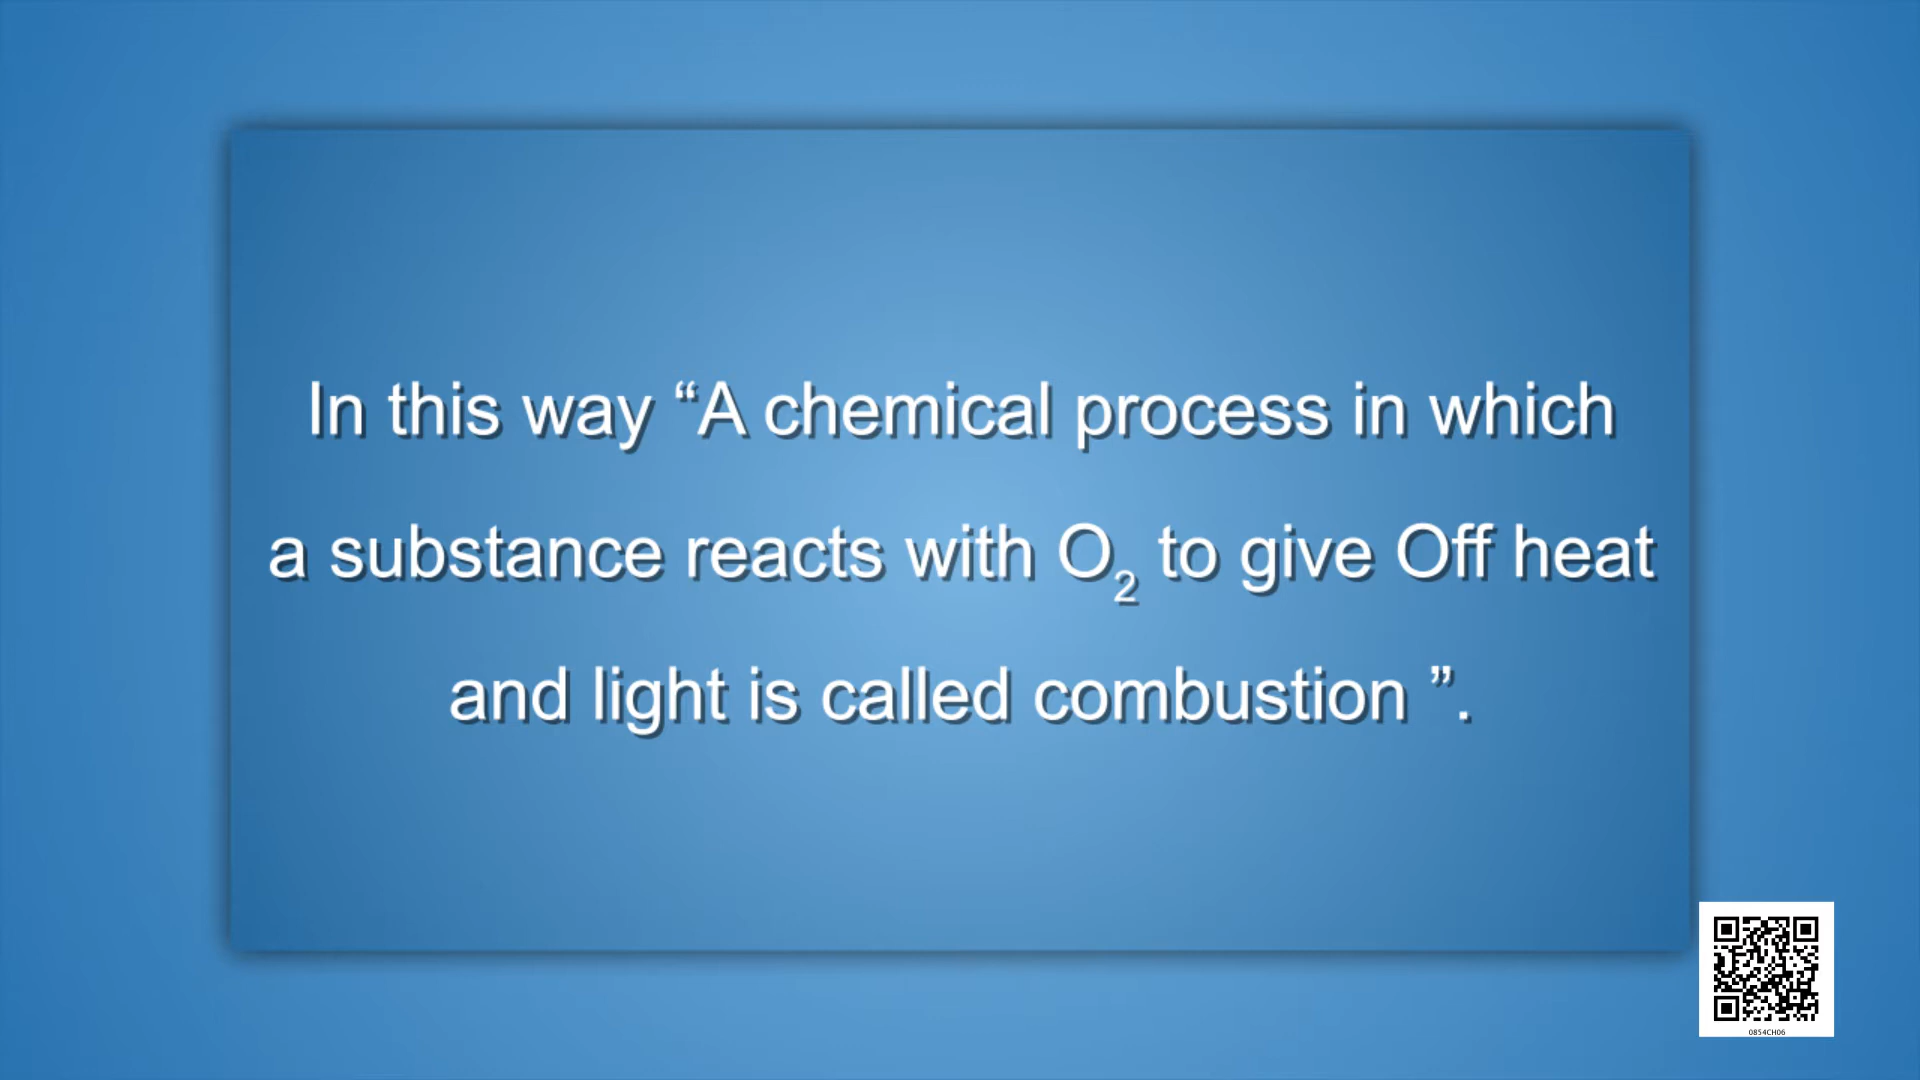 In this way “A chemical process in which
a substance reacts with O₂ to give Off heat
and light is called combustion ”.
0854CH06